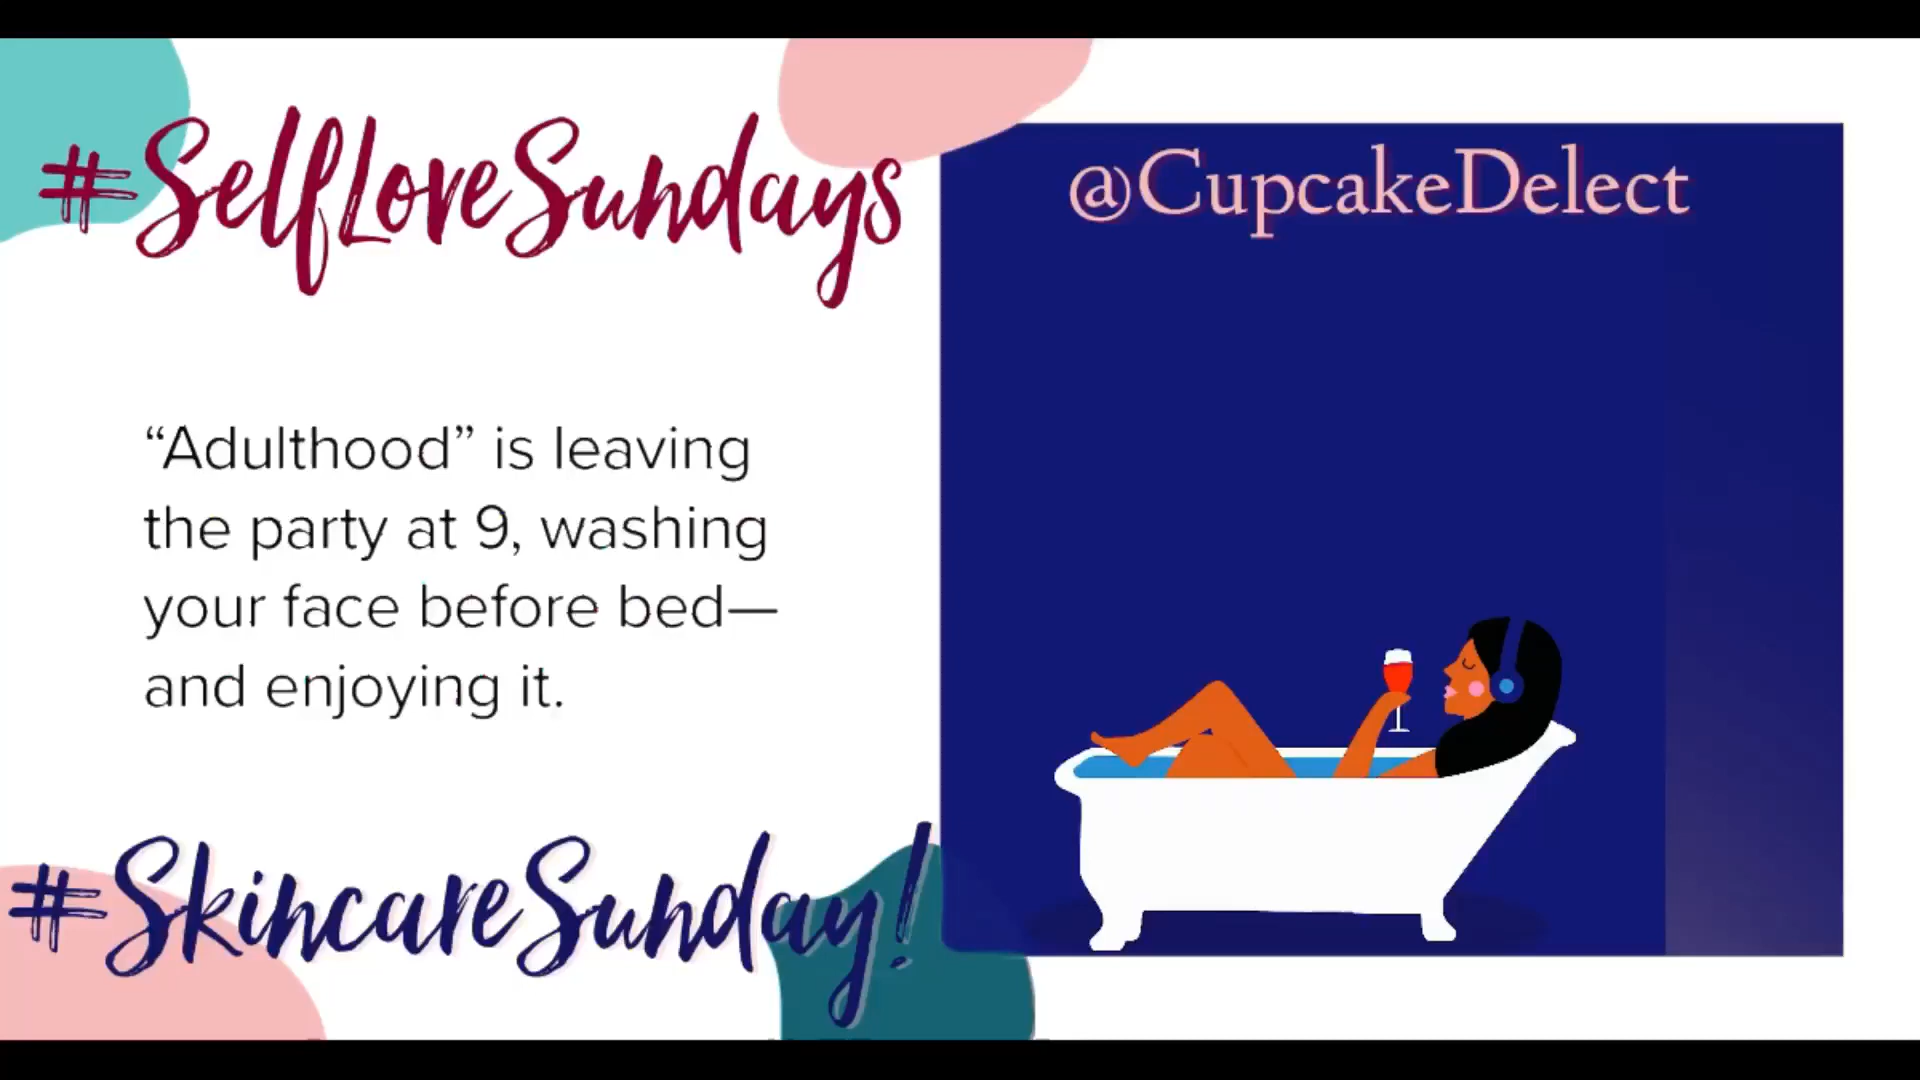 #SelfLoveSundays
@CupcakeDelect
“Adulthood” is leaving
the party at 9, washing
your face before bed—
and enjoying it.
#SkincareSunday!